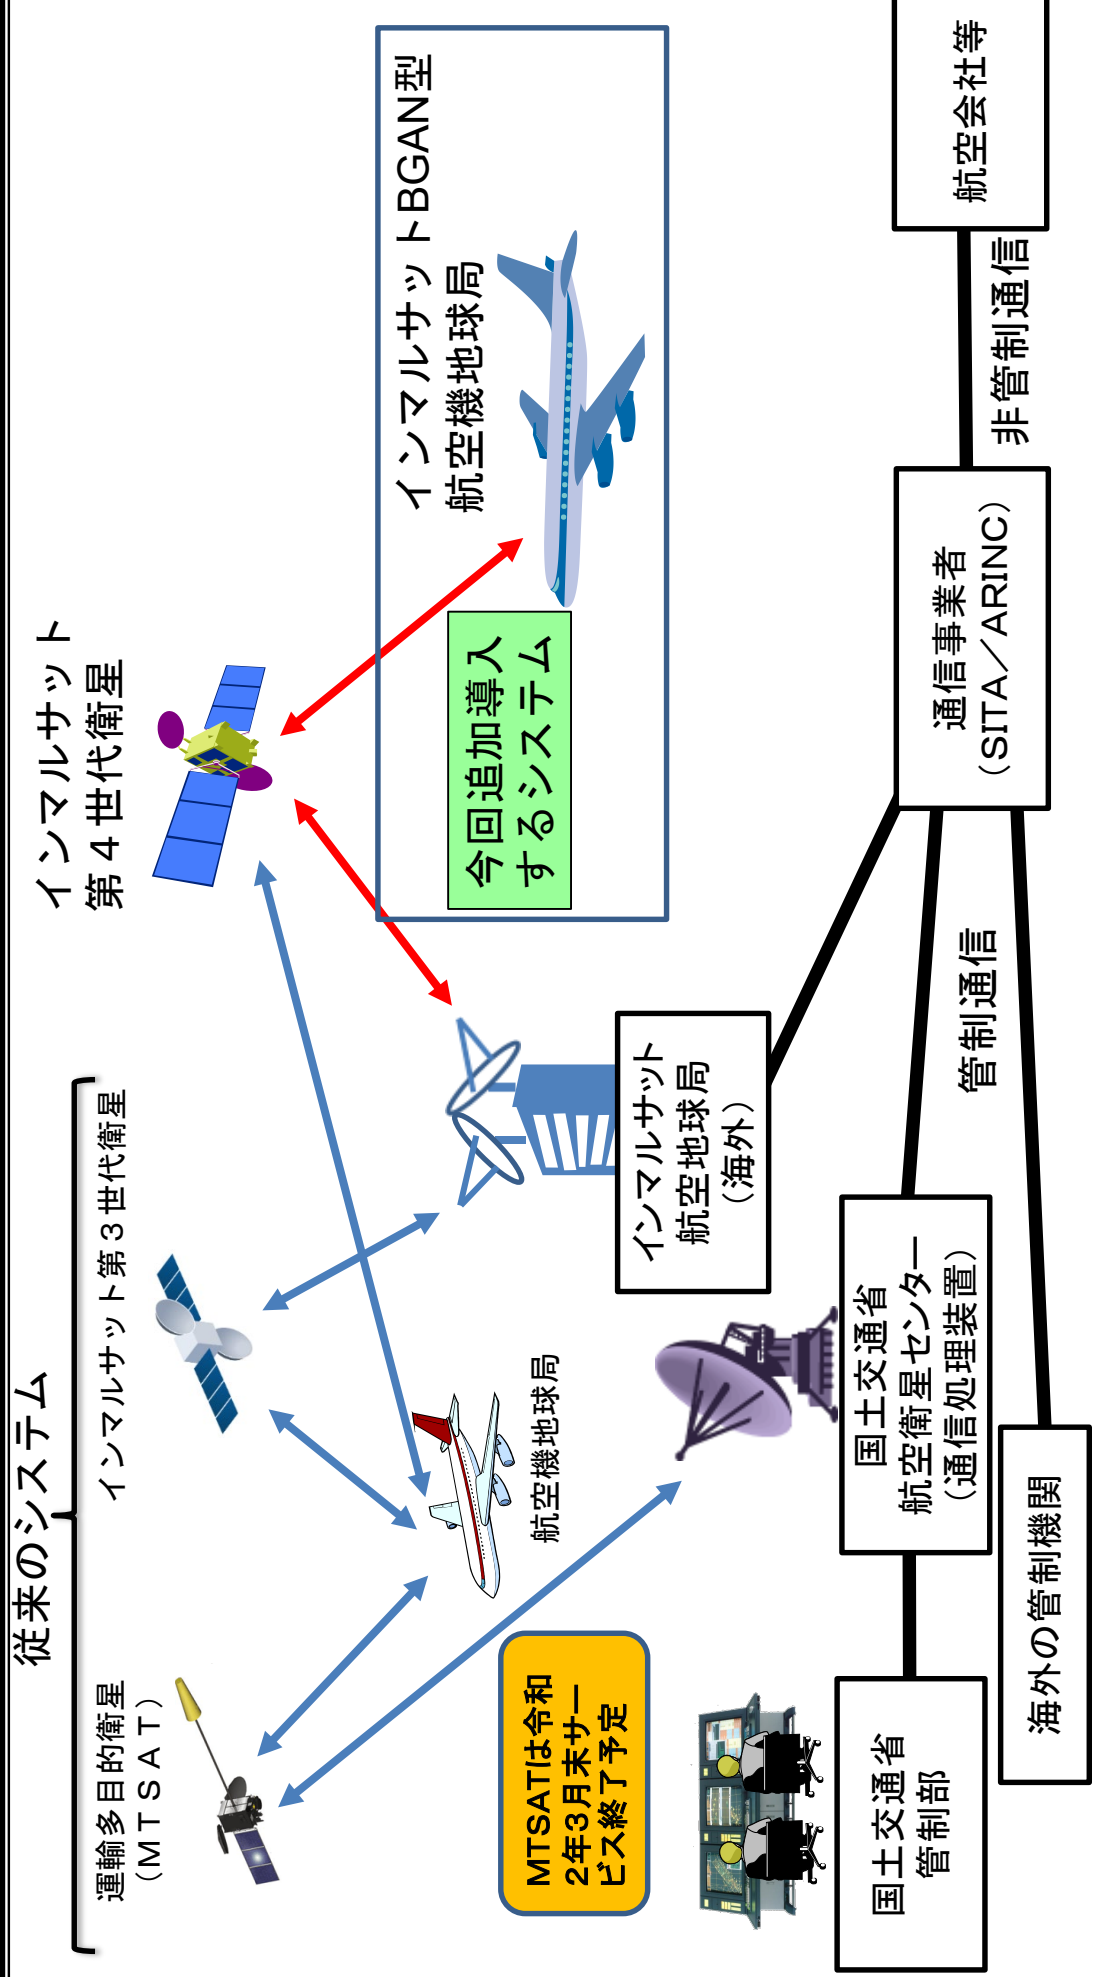 従来のシステム
運輸多目的衛星
（ＭＴＳＡＴ）
インマルサット第３世代衛星
インマルサット
第４世代衛星
航空機地球局
インマルサットBGAN型
航空機地球局
今回追加導入
するシステム
MTSATは令和
2年3月末サー
ビス終了予定
インマルサット
航空地球局
（海外）
国土交通省
管制部
国土交通省
航空衛星センター
（通信処理装置）
海外の管制機関
管制通信
通信事業者
（SITA／ARINC）
非管制通信
航空会社等